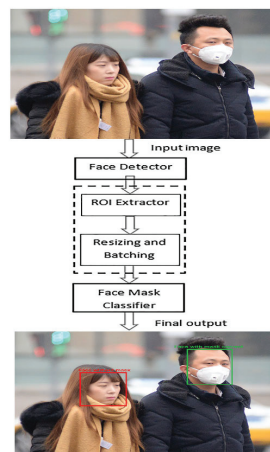 Input image
Face Detector
ROI Extractor
Resizing and
Batching
Face Mask
Classifier
Final output